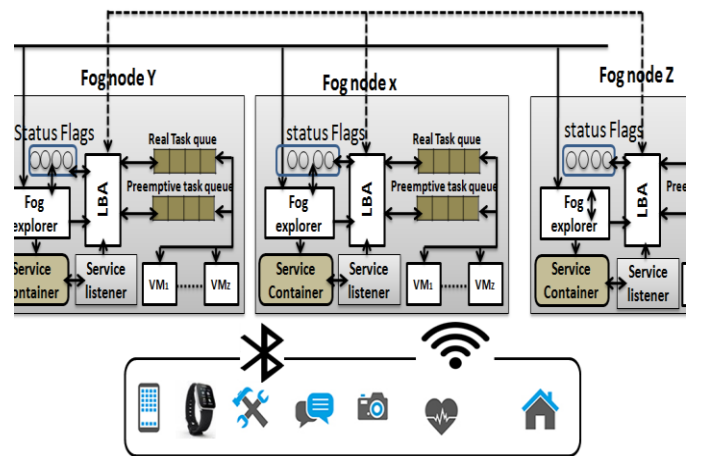 Fog node Y
Status Flags
Real Task quue
Preemptive task queue
LBA
Fog
explorer
Service
Container
Service
listener
VM1 ....... VMz
Fog node x
status Flags
Real Task quue
Preemptive task queue
LBA
Fog
explorer
Service
Container
Service
listener
VM1 ....... VMz
Fog node Z
status Flags
LBA
Pree
Fog
explorer
Service
Container
Service
listener